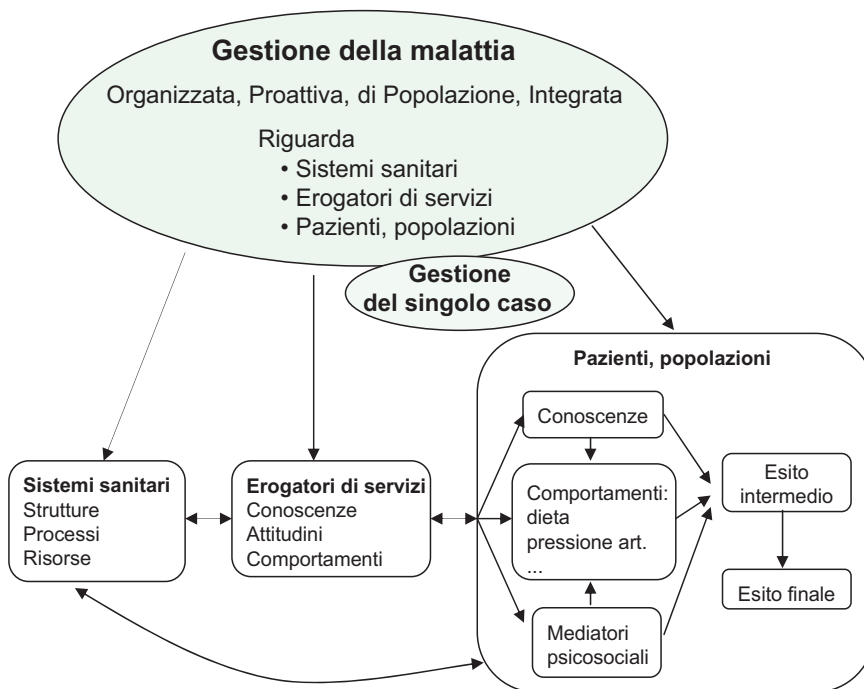 Gestione della malattia
Organizzata, Proattiva, di Popolazione, Integrata
Riguarda
• Sistemi sanitari
• Erogatori di servizi
• Pazienti, popolazioni
Gestione
del singolo caso
Sistemi sanitari
Strutture
Processi
Risorse
Erogatori di servizi
Conoscenze
Attitudini
Comportamenti
Pazienti, popolazioni
Conoscenze
Comportamenti:
dieta
pressione art.
...
Mediatori
psicosociali
Esito
intermedio
Esito finale